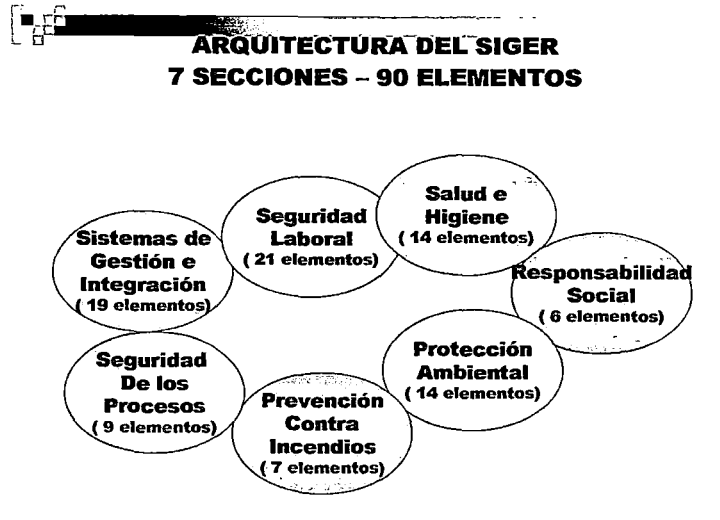 ARQUITECTURA DEL SIGER
7 SECCIONES – 90 ELEMENTOS
Sistemas de
Gestión e
Integración
( 19 elementos)
Seguridad
Laboral
( 21 elementos)
Salud e
Higiene
( 14 elementos)
Responsabilidad
Social
( 6 elementos)
Seguridad
De los
Procesos
( 9 elementos)
Prevención
Contra
Incendios
( 7 elementos)
Protección
Ambiental
( 14 elementos)